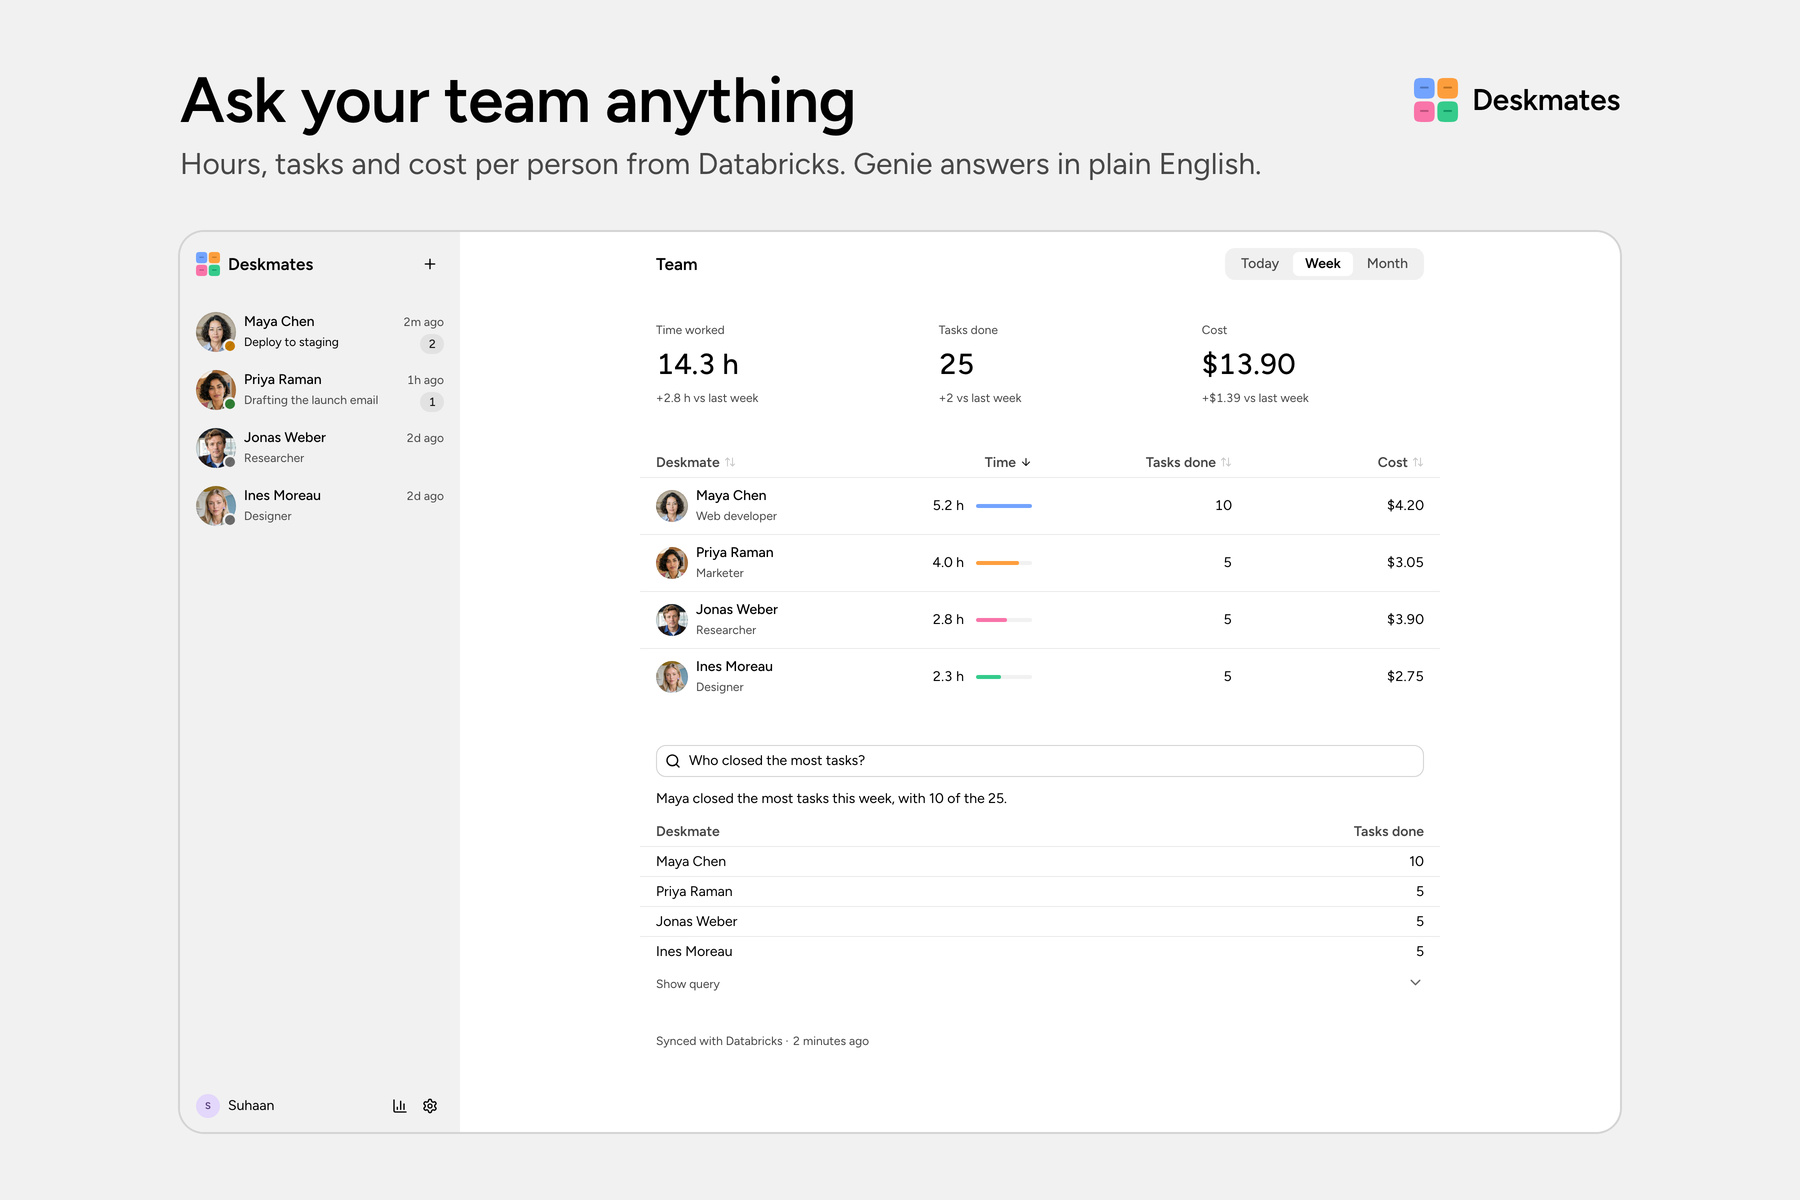 Ask your team anything
Deskmates
Hours, tasks and cost per person from Databricks. Genie answers in plain English.
Deskmates
Maya Chen 2m ago
Deploy to staging 2
Priya Raman 1h ago
Drafting the launch email 1
Jonas Weber 2d ago
Researcher
Ines Moreau 2d ago
Designer
Suhaan
S
Team
Today Week Month
Time worked Tasks done Cost
14.3 h 25 $13.90
+2.8 h vs last week +2 vs last week +$1.39 vs last week
Deskmate Time Tasks done Cost
Maya Chen
Web developer
5.2 h 10 $4.20
Priya Raman
Marketer
4.0 h 5 $3.05
Jonas Weber
Researcher
2.8 h 5 $3.90
Ines Moreau
Designer
2.3 h 5 $2.75
Who closed the most tasks?
Maya closed the most tasks this week, with 10 of the 25.
Deskmate Tasks done
Maya Chen 10
Priya Raman 5
Jonas Weber 5
Ines Moreau 5
Show query
Synced with Databricks · 2 minutes ago